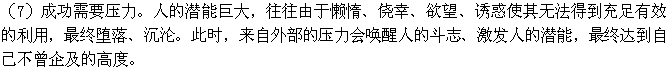 （7）成功需要压力。人的潜能巨大，往往由于懒惰、侥幸、欲望、诱惑使其无法得到充足有效
的利用，最终堕落、沉沦。此时，来自外部的压力会唤醒人的斗志、激发人的潜能，最终达到自
己不曾企及的高度。